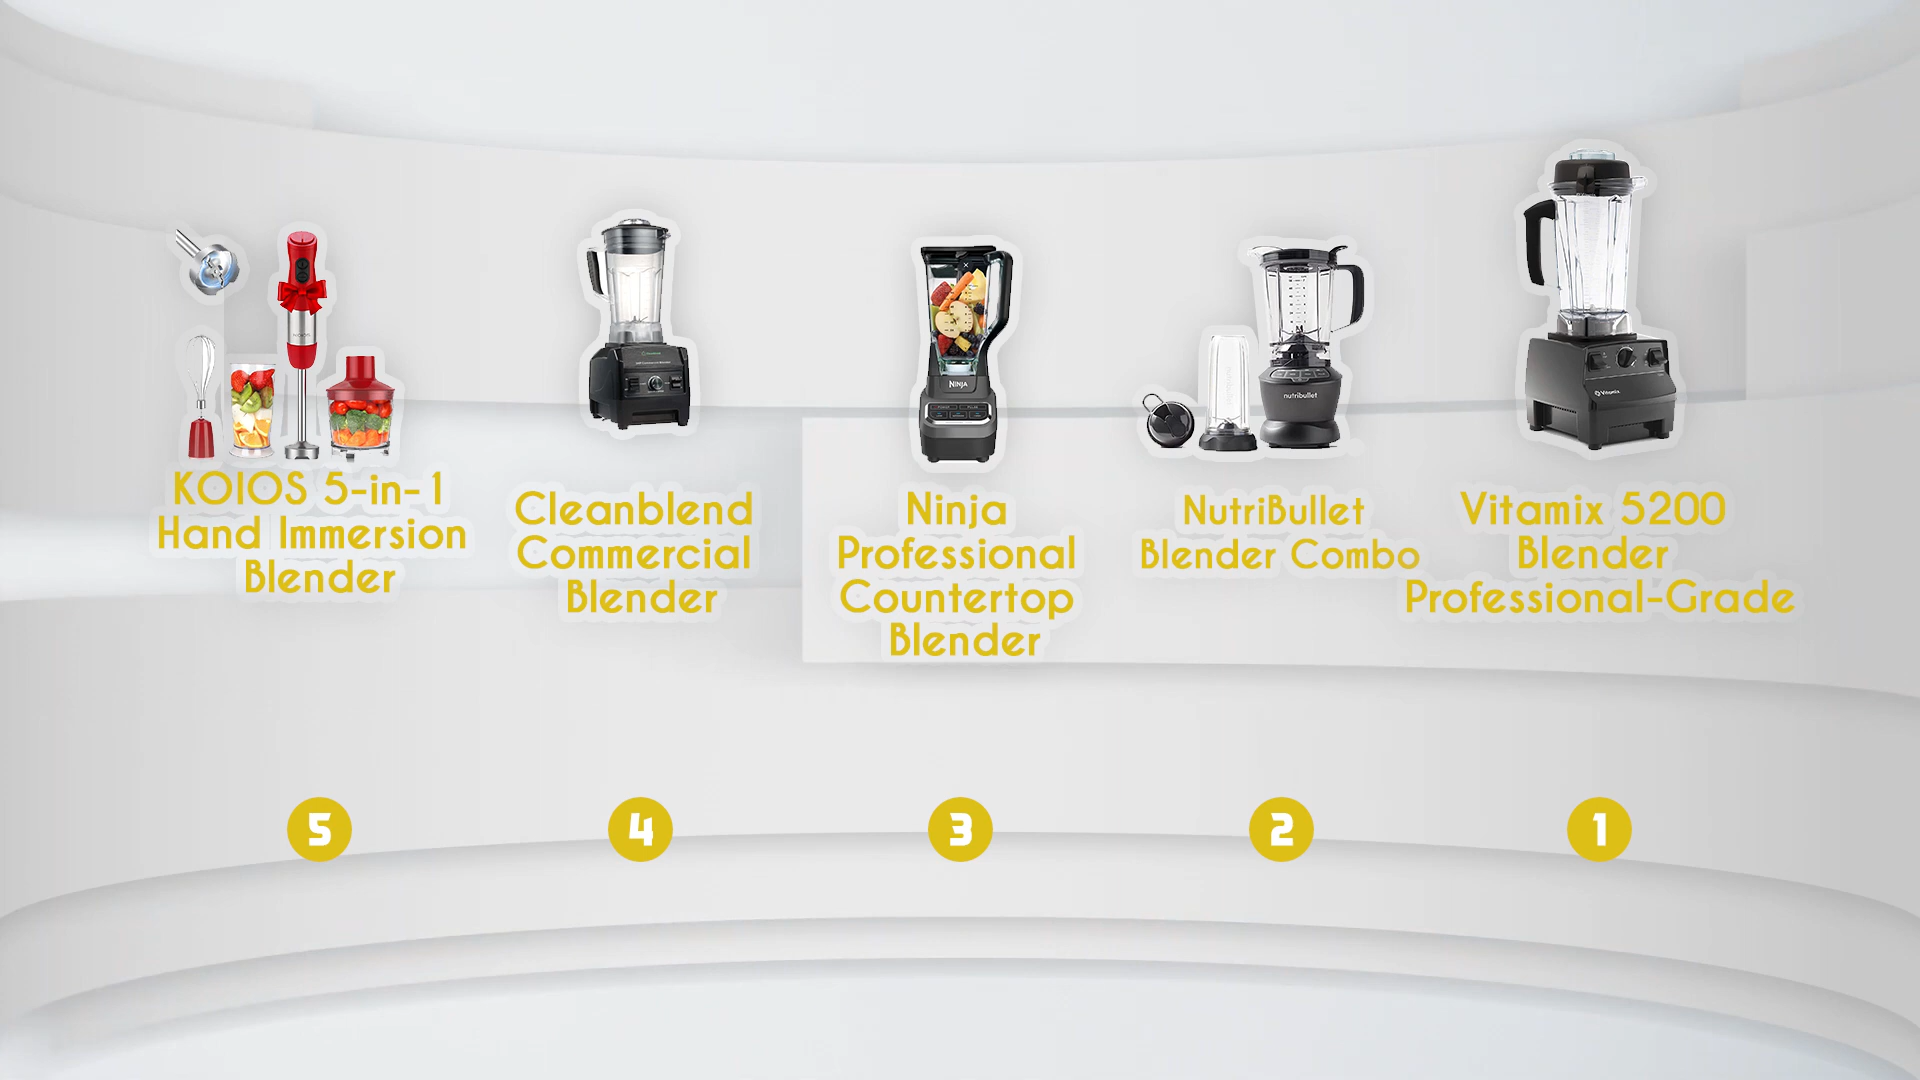 KOIOS 5-in-1
Hand Immersion
Blender
Cleanblend
Commercial
Blender
NINJA
Ninja
Professional
Countertop
Blender
nutribullet
NutriBullet
Blender Combo
Vitamix
Vitamix 5200
Blender
Professional-Grade
5
4
3
2
1